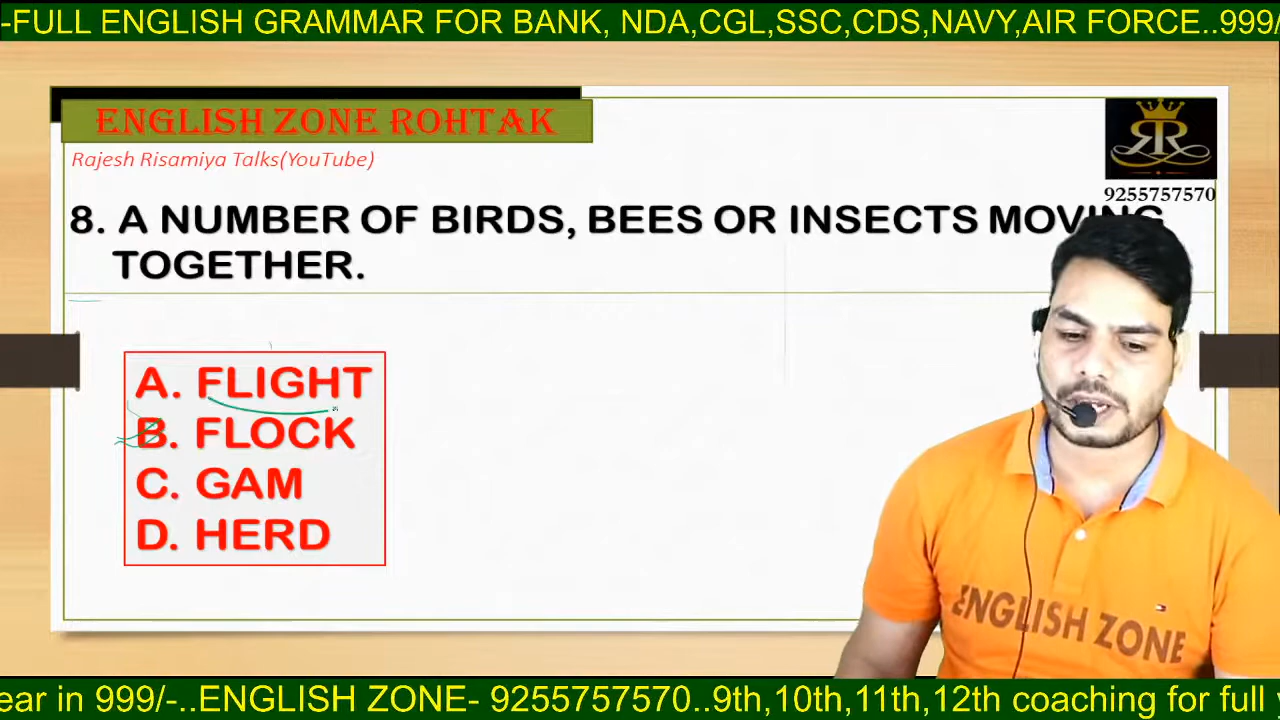 -FULL ENGLISH GRAMMAR FOR BANK, NDA,CGL,SSC,CDS,NAVY,AIR FORCE..999/
ENGLISH ZONE ROHTAK
Rajesh Risamiya Talks(YouTube)
RR
9255757570
8. A NUMBER OF BIRDS, BEES OR INSECTS MOVING
TOGETHER.
A. FLIGHT
B. FLOCK
C. GAM
D. HERD
ENGLISH ZONE
ear in 999/-..ENGLISH ZONE- 9255757570..9th,10th,11th,12th coaching for full y